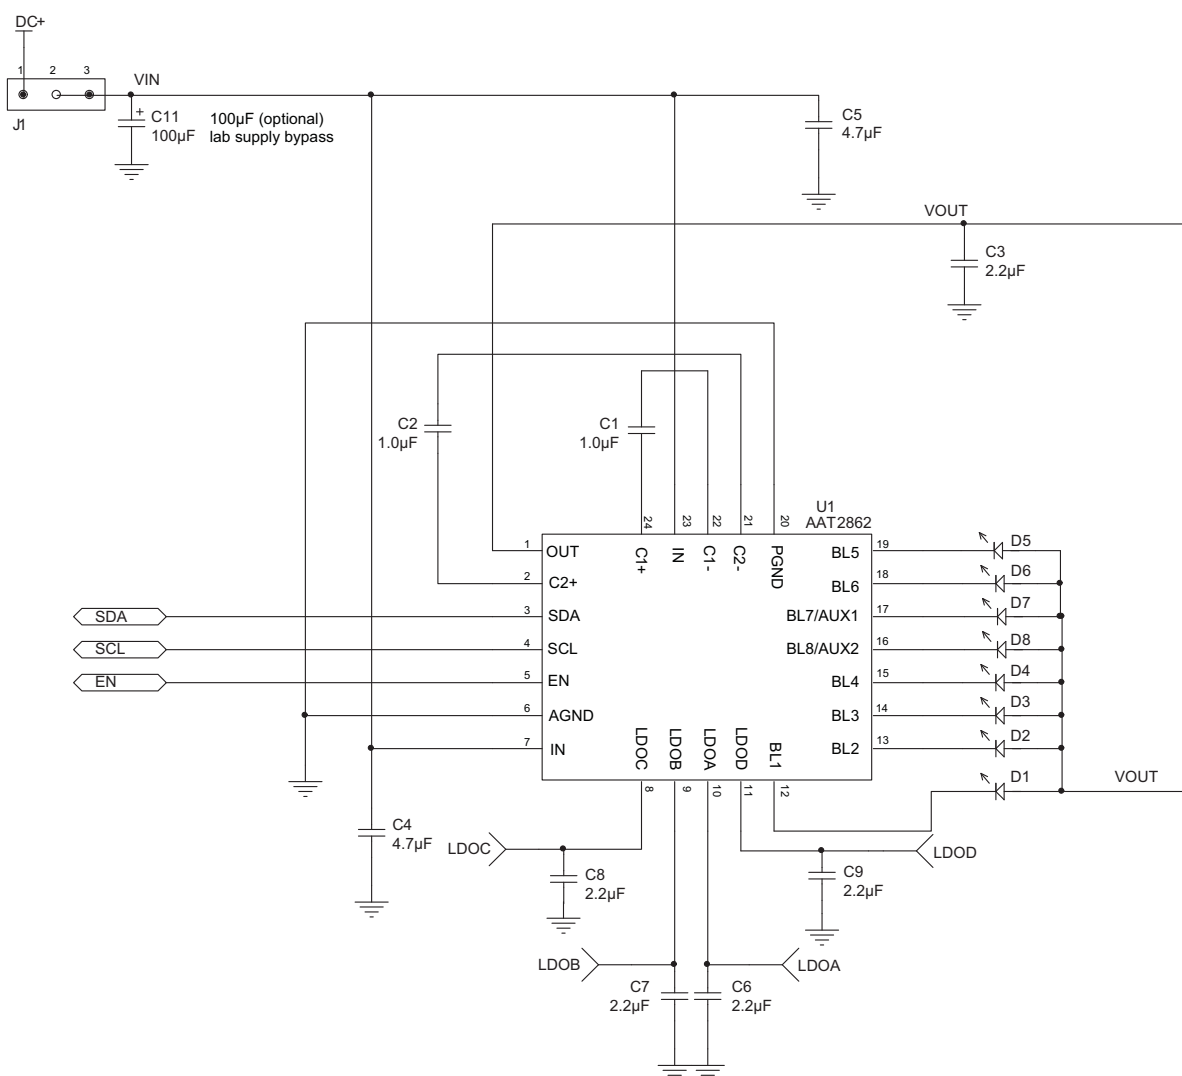 DC+
1 2 3
J1
VIN
+
C11
100µF
100µF (optional)
lab supply bypass
C5
4.7µF
VOUT
C3
2.2µF
C2
1.0µF
C1
1.0µF
U1
AAT2862
24 23 22 21 20
C1+ IN C1- C2- PGND
1 OUT
2 C2+
SDA 3 SDA
SCL 4 SCL
EN 5 EN
6 AGND
7 IN
BL5 19 D5
BL6 18 D6
BL7/AUX1 17 D7
BL8/AUX2 16 D8
BL4 15 D4
BL3 14 D3
BL2 13 D2
LDOC LDOB LDOA LDOD BL1
8 9 10 11 12
D1
VOUT
C4
4.7µF
LDOC
C8
2.2µF
LDOD
C9
2.2µF
LDOB
LDOA
C7
2.2µF
C6
2.2µF